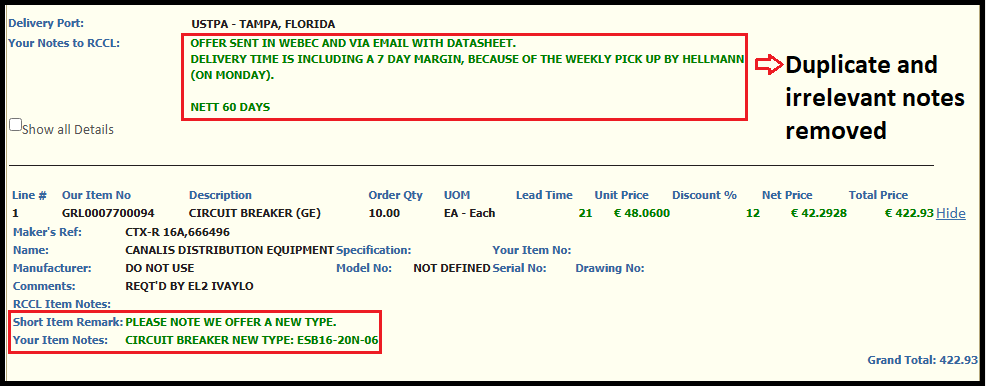 Delivery Port: USTPA - TAMPA, FLORIDA
Your Notes to RCCL: OFFER SENT IN WEBEC AND VIA EMAIL WITH DATASHEET.
DELIVERY TIME IS INCLUDING A 7 DAY MARGIN, BECAUSE OF THE WEEKLY PICK UP BY HELLMANN
(ON MONDAY).
NETT 60 DAYS
Duplicate and
irrelevant notes
removed
Show all Details
Line # Our Item No Description Order Qty UOM Lead Time Unit Price Discount % Net Price Total Price
1 GRL0007700094 CIRCUIT BREAKER (GE) 10.00 EA - Each 21 € 48.0600 12 € 42.2928 € 422.93 Hide
Maker's Ref: CTX-R 16A,666496
Name: CANALIS DISTRIBUTION EQUIPMENT Specification: Your Item No:
Manufacturer: DO NOT USE Model No: NOT DEFINED Serial No: Drawing No:
Comments: REQT'D BY EL2 IVAYLO
RCCL Item Notes:
Short Item Remark: PLEASE NOTE WE OFFER A NEW TYPE.
Your Item Notes: CIRCUIT BREAKER NEW TYPE: ESB16-20N-06
Grand Total: 422.93